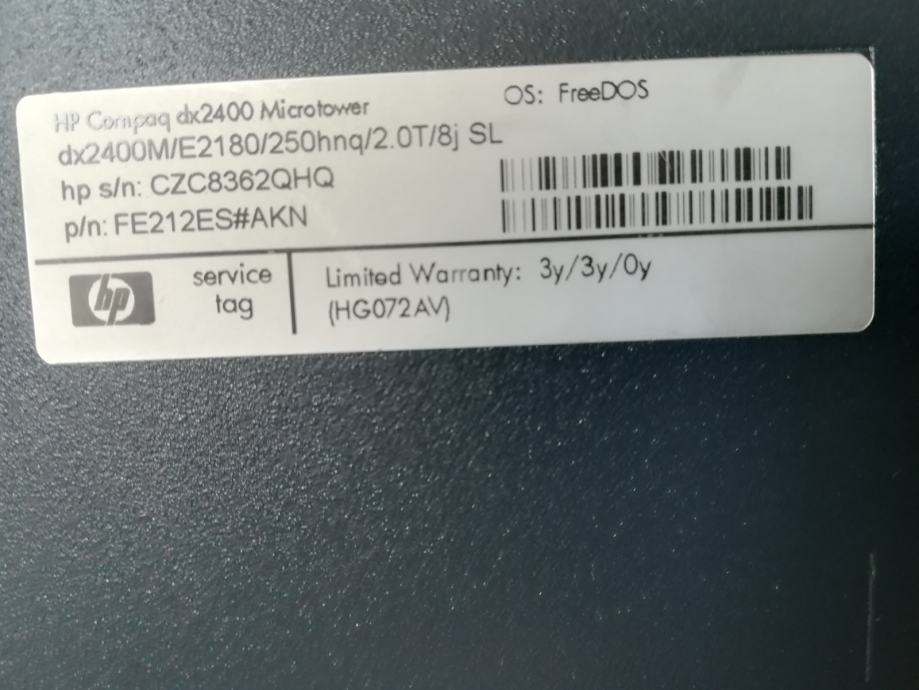 HP Compaq dx2400 Microtower
OS: FreeDOS
dx2400M/E2180/250hnq/2.0T/8j SL
hp s/n: CZC8362QHQ
p/n: FE212ES#AKN
hp
service
tag
Limited Warranty: 3y/3y/0y
(HG072AV)